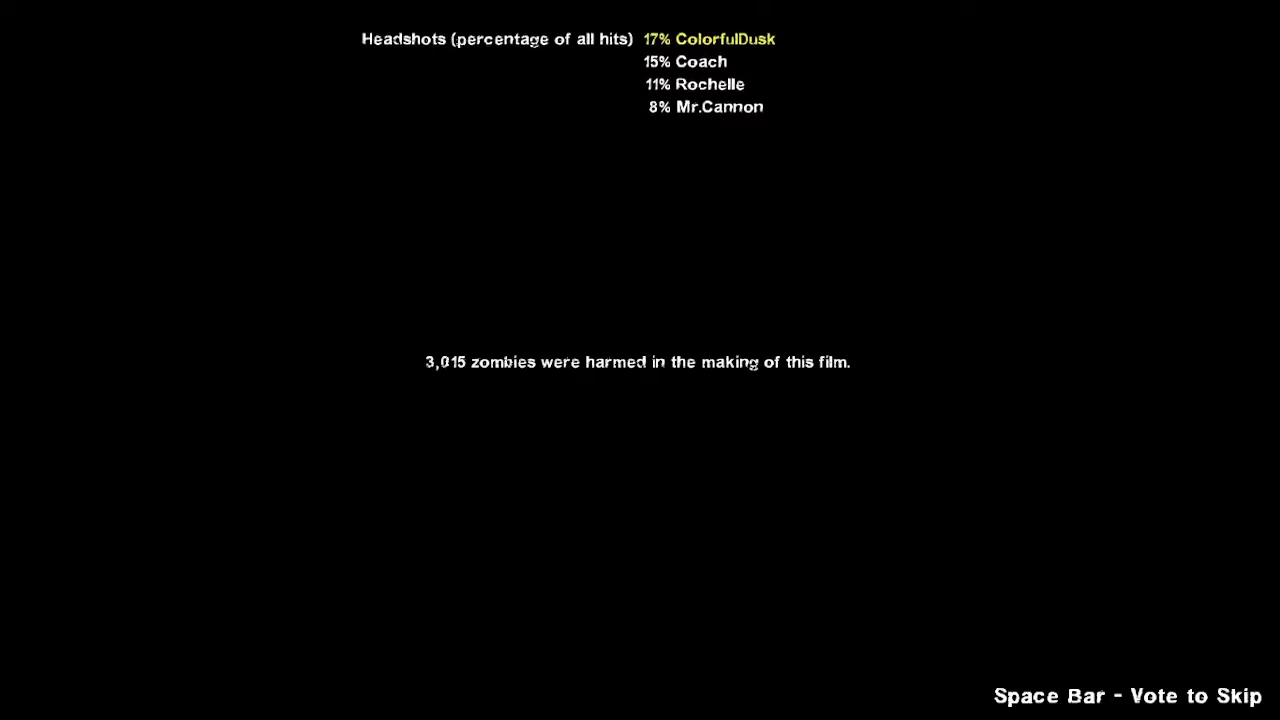 Headshots (percentage of all hits) 17% ColorfulDusk
15% Coach
11% Rochelle
8% Mr.Cannon
3,015 zombies were harmed in the making of this film.
Space Bar - Vote to Skip